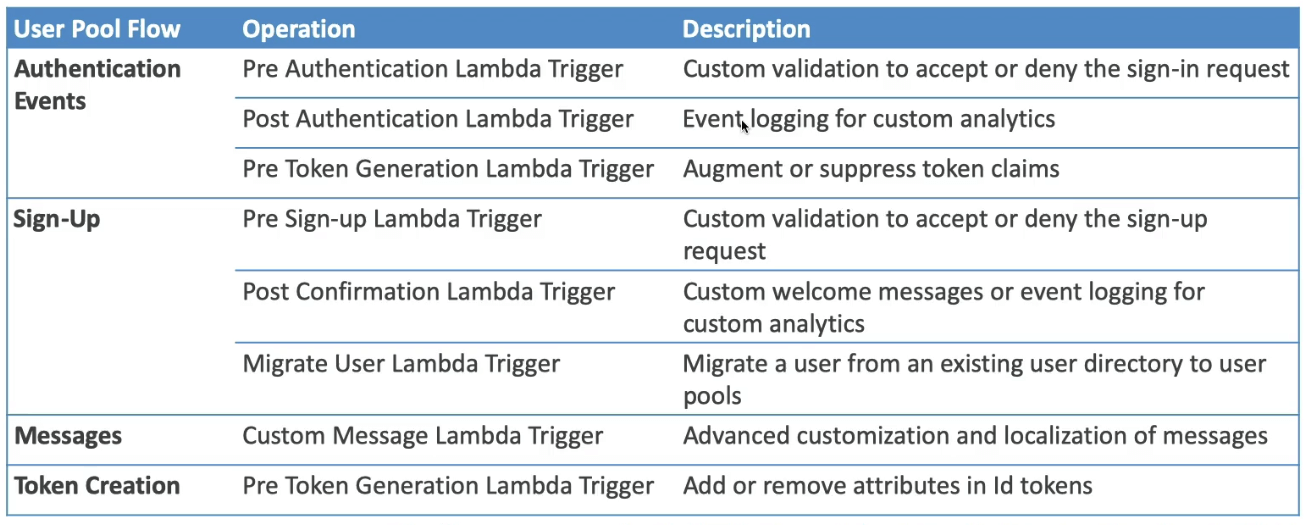 User Pool Flow Operation Description
Authentication Events Pre Authentication Lambda Trigger Custom validation to accept or deny the sign-in request
Post Authentication Lambda Trigger Event logging for custom analytics
Pre Token Generation Lambda Trigger Augment or suppress token claims
Sign-Up Pre Sign-up Lambda Trigger Custom validation to accept or deny the sign-up request
Post Confirmation Lambda Trigger Custom welcome messages or event logging for custom analytics
Migrate User Lambda Trigger Migrate a user from an existing user directory to user pools
Messages Custom Message Lambda Trigger Advanced customization and localization of messages
Token Creation Pre Token Generation Lambda Trigger Add or remove attributes in Id tokens